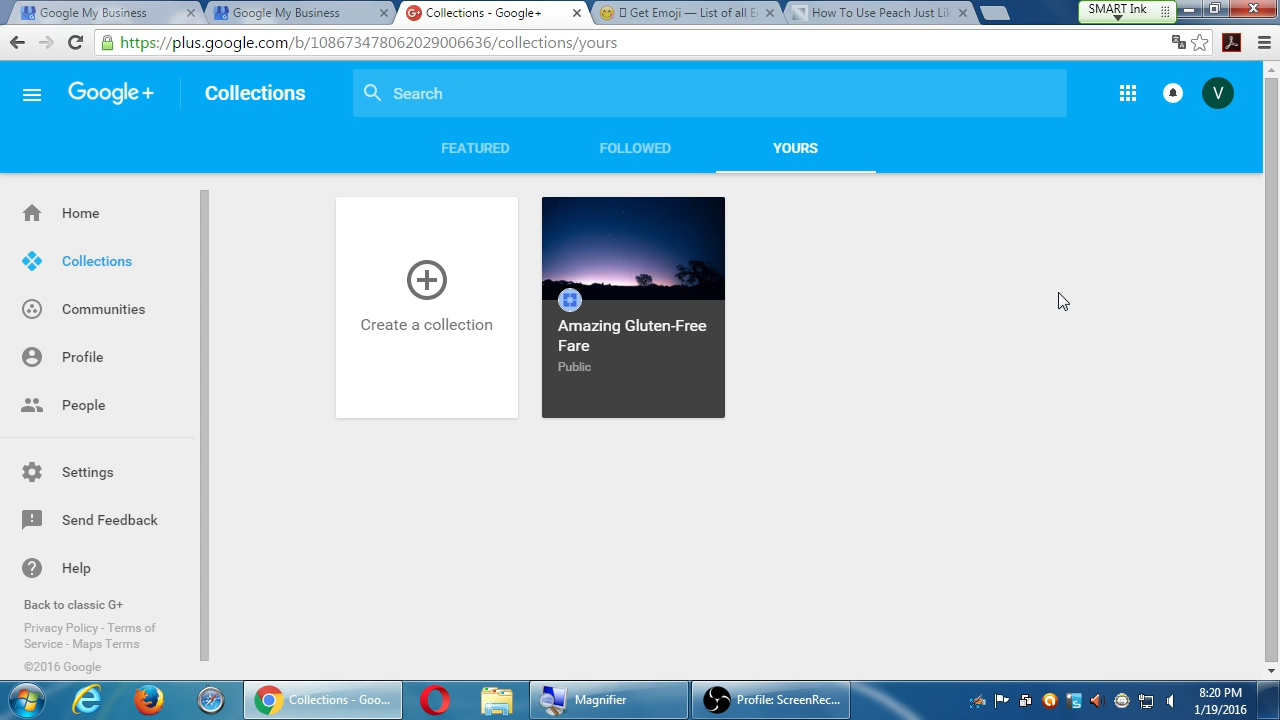 Google My Business
Google My Business
Collections - Google+
Get Emoji — List of all E
How To Use Peach Just Lik
SMART Ink
https://plus.google.com/b/108673478062029006636/collections/yours
Google+
Collections
Search
V
FEATURED
FOLLOWED
YOURS
Home
Collections
Communities
Profile
People
Settings
Send Feedback
Help
Back to classic G+
Privacy Policy - Terms of
Service - Maps Terms
©2016 Google
Create a collection
Amazing Gluten-Free
Fare
Public
Collections - Goo...
Magnifier
Profile: ScreenRec...
8:20 PM
1/19/2016